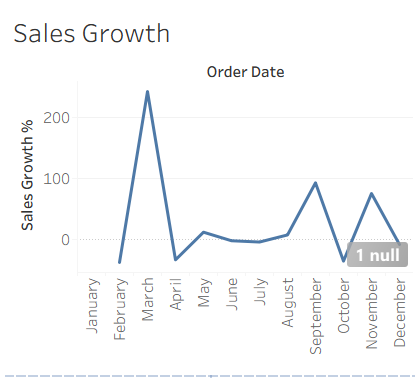 Sales Growth
Order Date
Sales Growth %
200
100
0
1 null
January
February
March
April
May
June
July
August
September
October
November
December